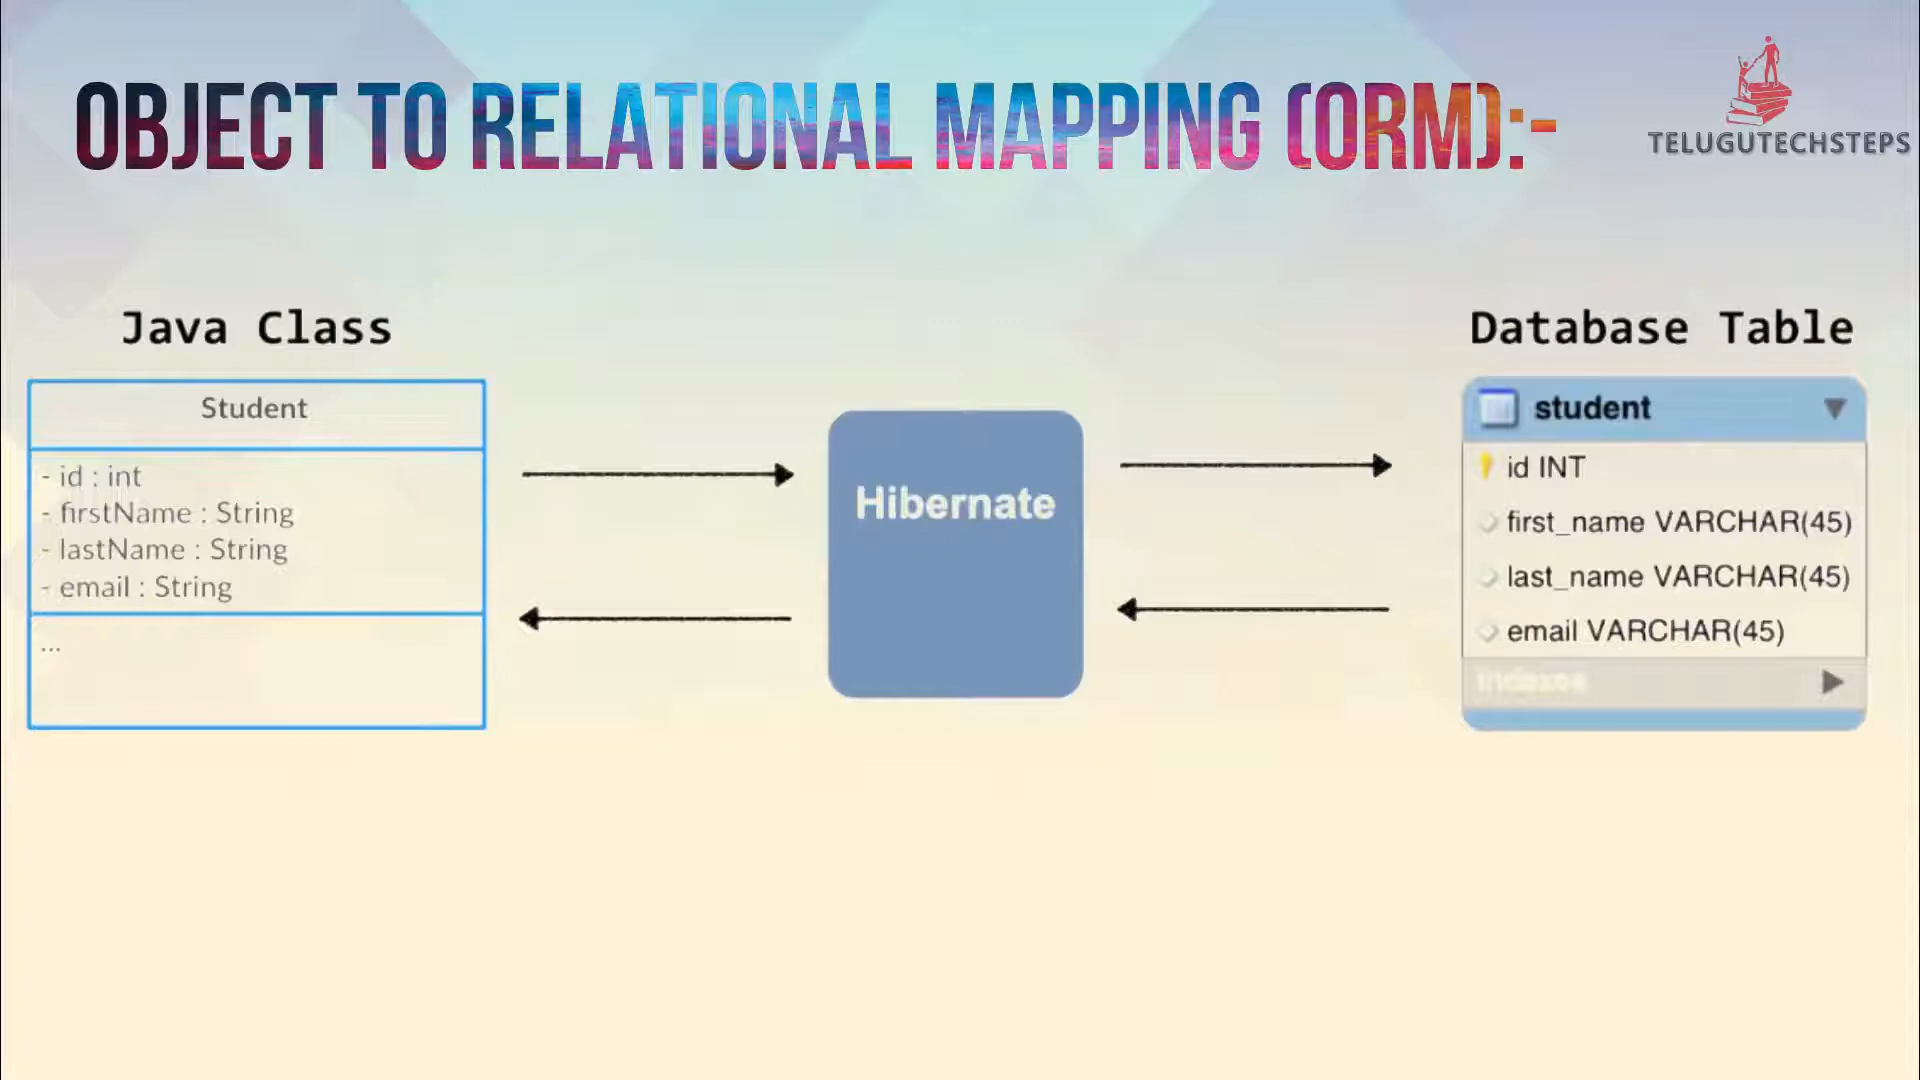 OBJECT TO RELATIONAL MAPPING (ORM):-
TELUGUTECHSTEPS
Java Class
Student
- id : int
- firstName : String
- lastName : String
- email : String
...
Hibernate
Database Table
student
id INT
first_name VARCHAR(45)
last_name VARCHAR(45)
email VARCHAR(45)
Indexes